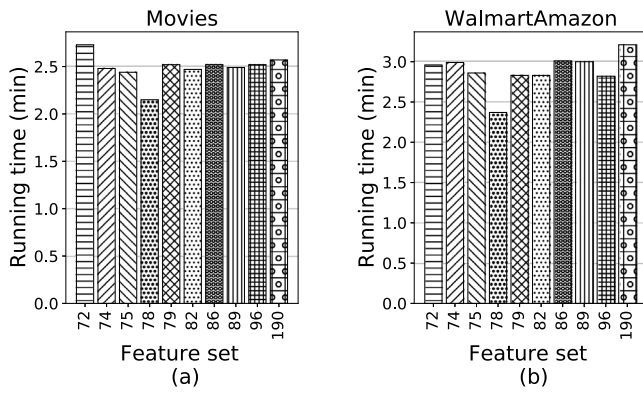 Movies
Running time (min)
2.5
2.0
1.5
1.0
0.5
0.0
72 74 75 78 79 82 86 89 96 190
Feature set
(a)
WalmartAmazon
Running time (min)
3.0
2.5
2.0
1.5
1.0
0.5
0.0
72 74 75 78 79 82 86 89 96 190
Feature set
(b)